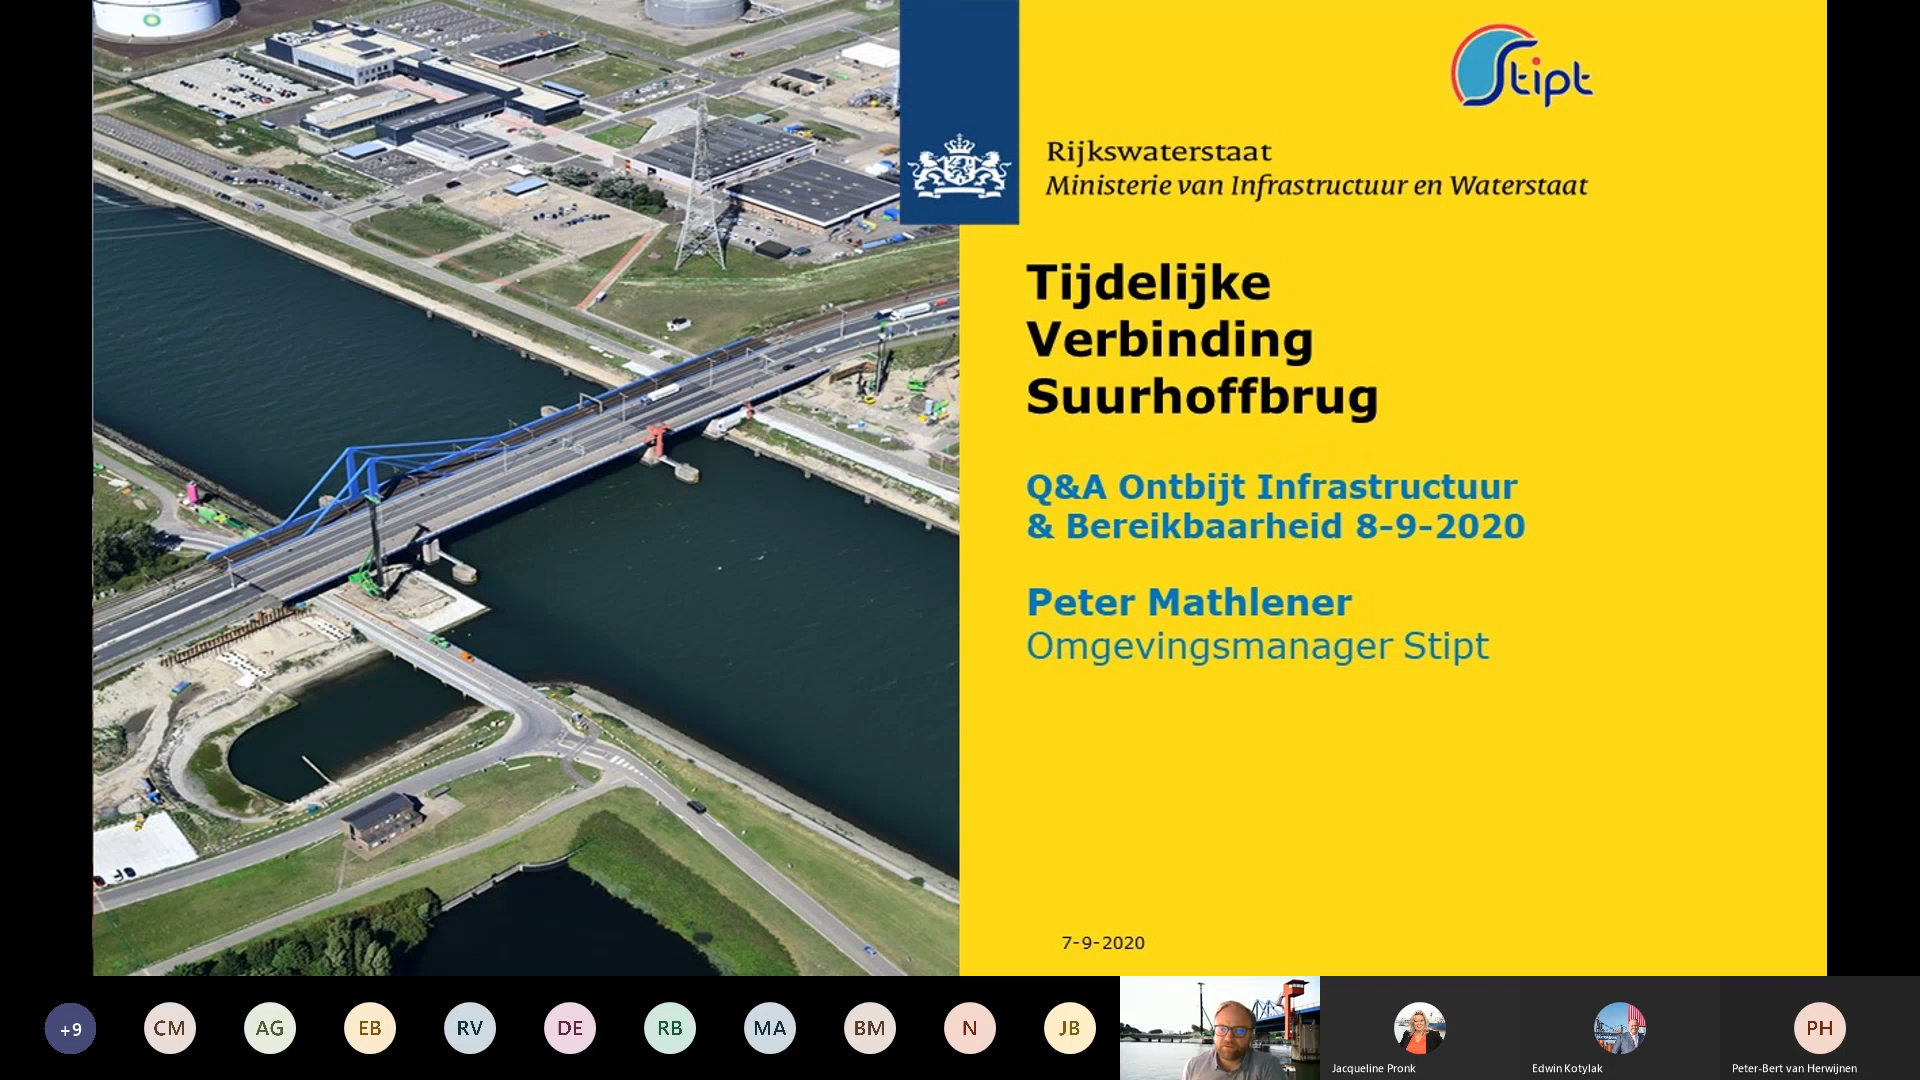 bp
Stipt
Rijkswaterstaat
Ministerie van Infrastructuur en Waterstaat
Tijdelijke
Verbinding
Suurhoffbrug
Q&A Ontbijt Infrastructuur
& Bereikbaarheid 8-9-2020
Peter Mathlener
Omgevingsmanager Stipt
7-9-2020
+9
CM
AG
EB
RV
DE
RB
MA
BM
N
JB
PH
Jacqueline Pronk
Edwin Kotylak
Peter-Bert van Herwijnen